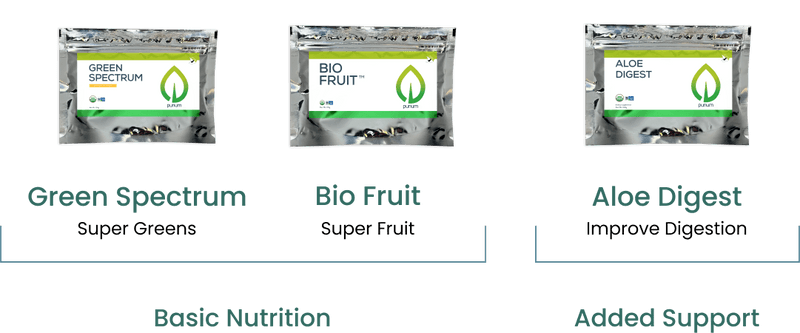 GREEN
SPECTRUM
purium
BIO
FRUIT™
purium
ALOE
DIGEST
purium
Green Spectrum
Super Greens
Bio Fruit
Super Fruit
Aloe Digest
Improve Digestion
Basic Nutrition
Added Support